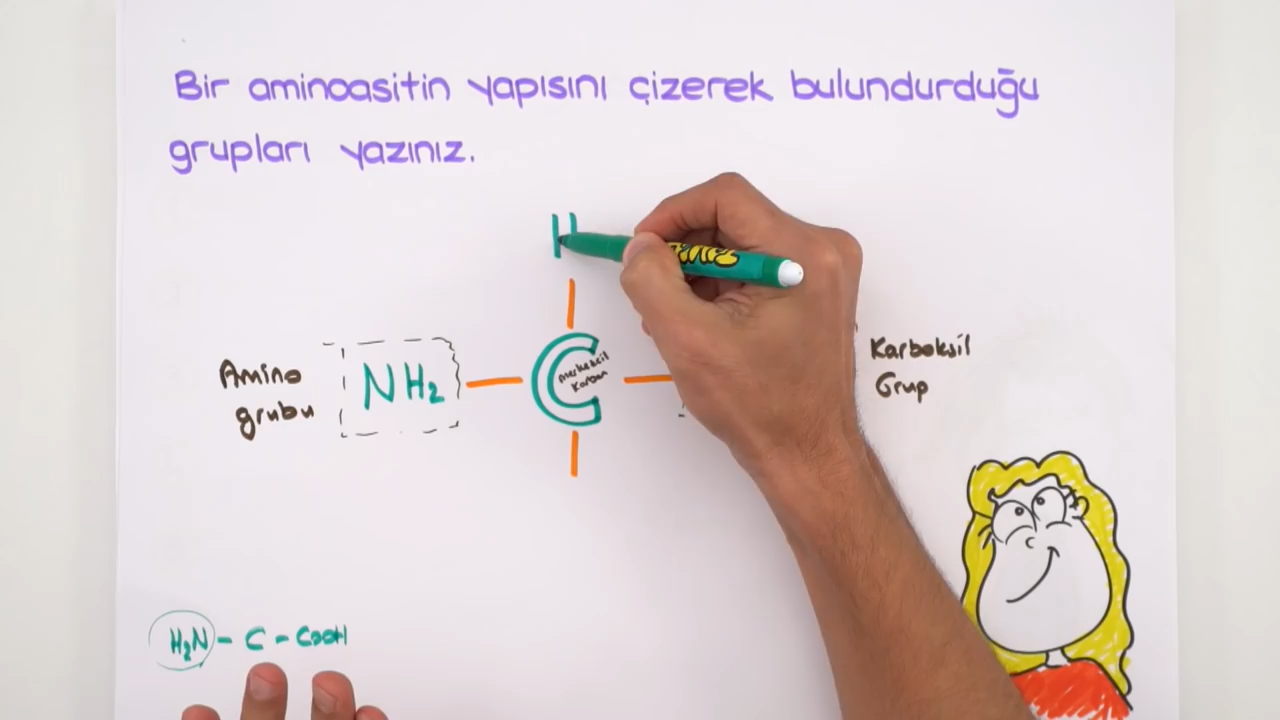 Bir aminoasitin yapısını çizerek bulundurduğu
grupları yazınız.
H
Amino
grubu
NH₂
C
merkezcil
Karbon
Karboksil
Grup
H₂N - C - COOH